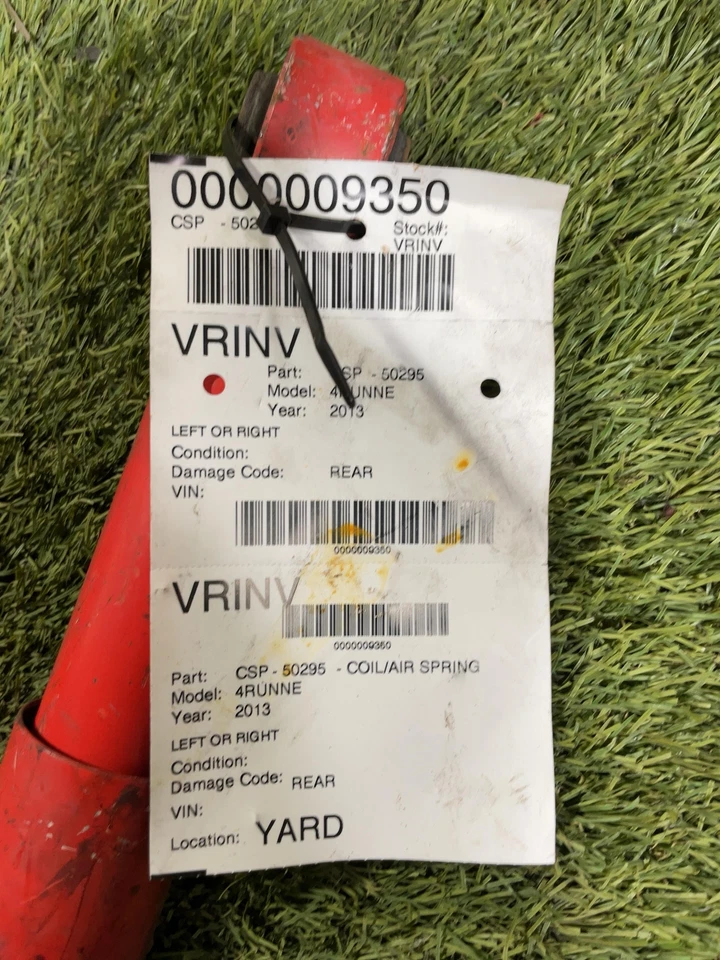 0000009350
CSP - 502
Stock#:
VRINV
VRINV
Part: CSP - 50295
Model: 4RUNNE
Year: 2013
LEFT OR RIGHT
Condition:
Damage Code: REAR
VIN:
0000009350
VRINV
0000009350
Part: CSP - 50295 - COIL/AIR SPRING
Model: 4RUNNE
Year: 2013
LEFT OR RIGHT
Condition:
Damage Code: REAR
VIN:
Location: YARD